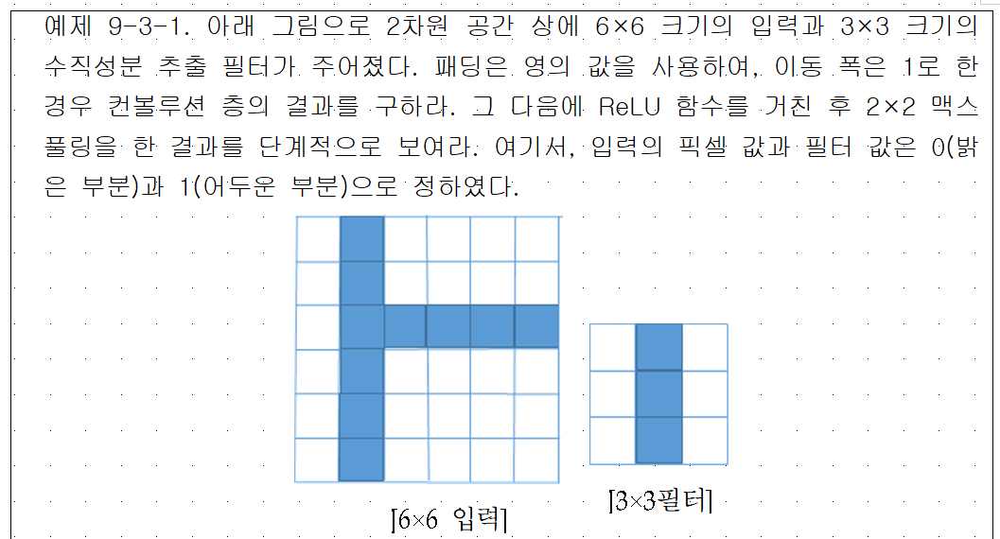 예제 9-3-1. 아래 그림으로 2차원 공간 상에 6×6 크기의 입력과 3×3 크기의
수직성분 추출 필터가 주어졌다. 패딩은 영의 값을 사용하여, 이동 폭은 1로 한
경우 컨볼루션 층의 결과를 구하라. 그 다음에 ReLU 함수를 거친 후 2×2 맥스
풀링을 한 결과를 단계적으로 보여라. 여기서, 입력의 픽셀 값과 필터 값은 0(밝
은 부분)과 1(어두운 부분)으로 정하였다.
[3×3필터]
[6×6 입력]